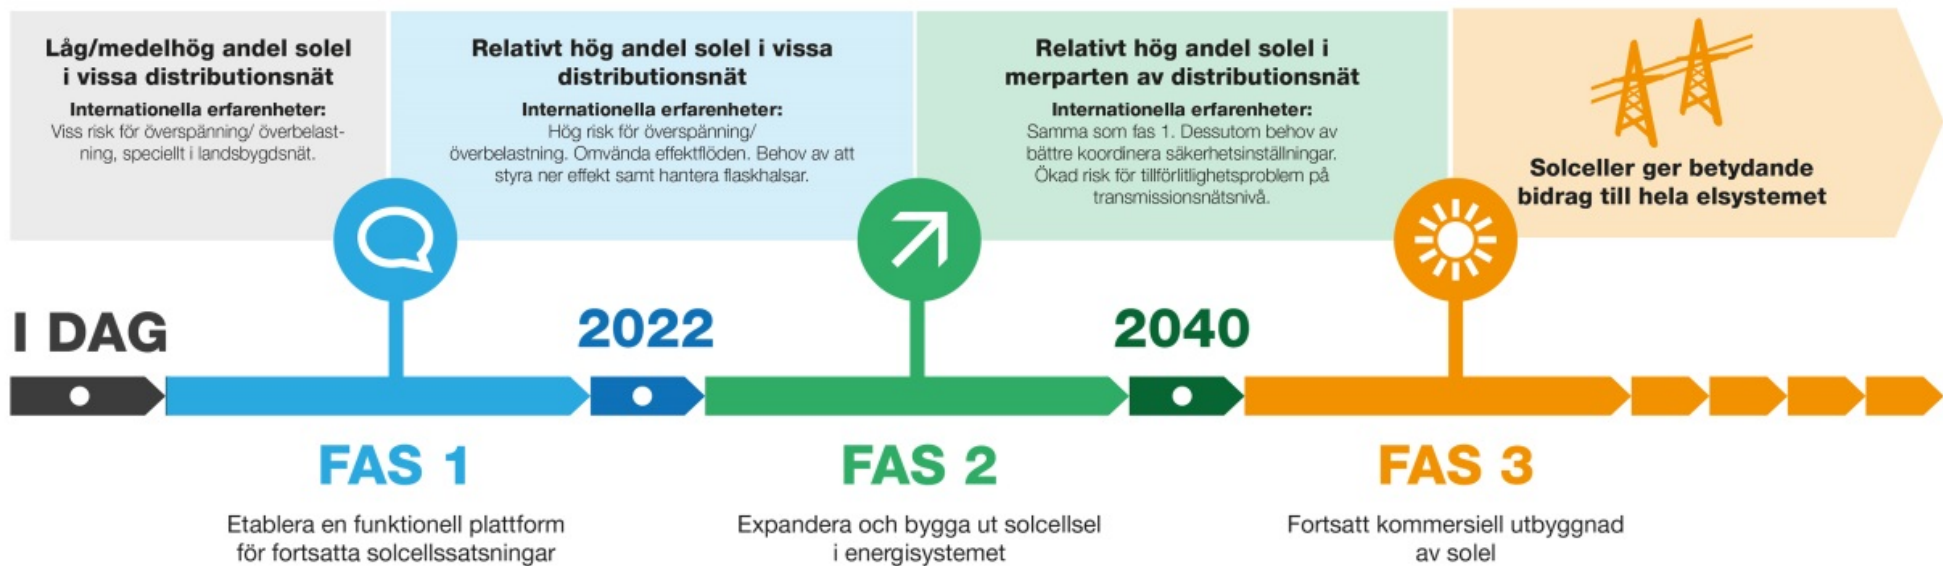 Låg/medelhög andel solel
i vissa distributionsnät
Internationella erfarenheter:
Viss risk för överspänning/ överbelast-
ning, speciellt i landsbygdsnät.
Relativt hög andel solel i vissa
distributionsnät
Internationella erfarenheter:
Hög risk för överspänning/
överbelastning. Omvända effektflöden. Behov av att
styra ner effekt samt hantera flaskhalsar.
Relativt hög andel solel i
merparten av distributionsnät
Internationella erfarenheter:
Samma som fas 1. Dessutom behov av
bättre koordinera säkerhetsinställningar.
Ökad risk för tillförlitlighetsproblem på
transmissionsnätsnivå.
Solceller ger betydande
bidrag till hela elsystemet
I DAG
2022
2040
FAS 1
Etablera en funktionell plattform
för fortsatta solcellssatsningar
FAS 2
Expandera och bygga ut solcellsel
i energisystemet
FAS 3
Fortsatt kommersiell utbyggnad
av solel